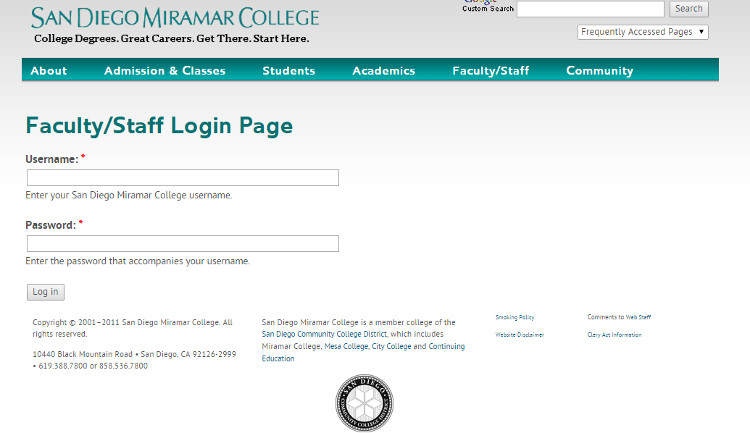 SAN DIEGO MIRAMAR COLLEGE
College Degrees. Great Careers. Get There. Start Here.
Google
Custom Search
Search
Frequently Accessed Pages
About Admission & Classes Students Academics Faculty/Staff Community
Faculty/Staff Login Page
Username: *
Enter your San Diego Miramar College username.
Password: *
Enter the password that accompanies your username.
Log in
Copyright © 2001–2011 San Diego Miramar College. All
rights reserved.
10440 Black Mountain Road • San Diego, CA 92126-2999
• 619.388.7800 or 858.536.7800
San Diego Miramar College is a member college of the
San Diego Community College District, which includes
Miramar College, Mesa College, City College and Continuing
Education
Smoking Policy
Website Disclaimer
Comments to Web Staff
Clery Act Information
SAN DIEGO
COMMUNITY COLLEGE DISTRICT